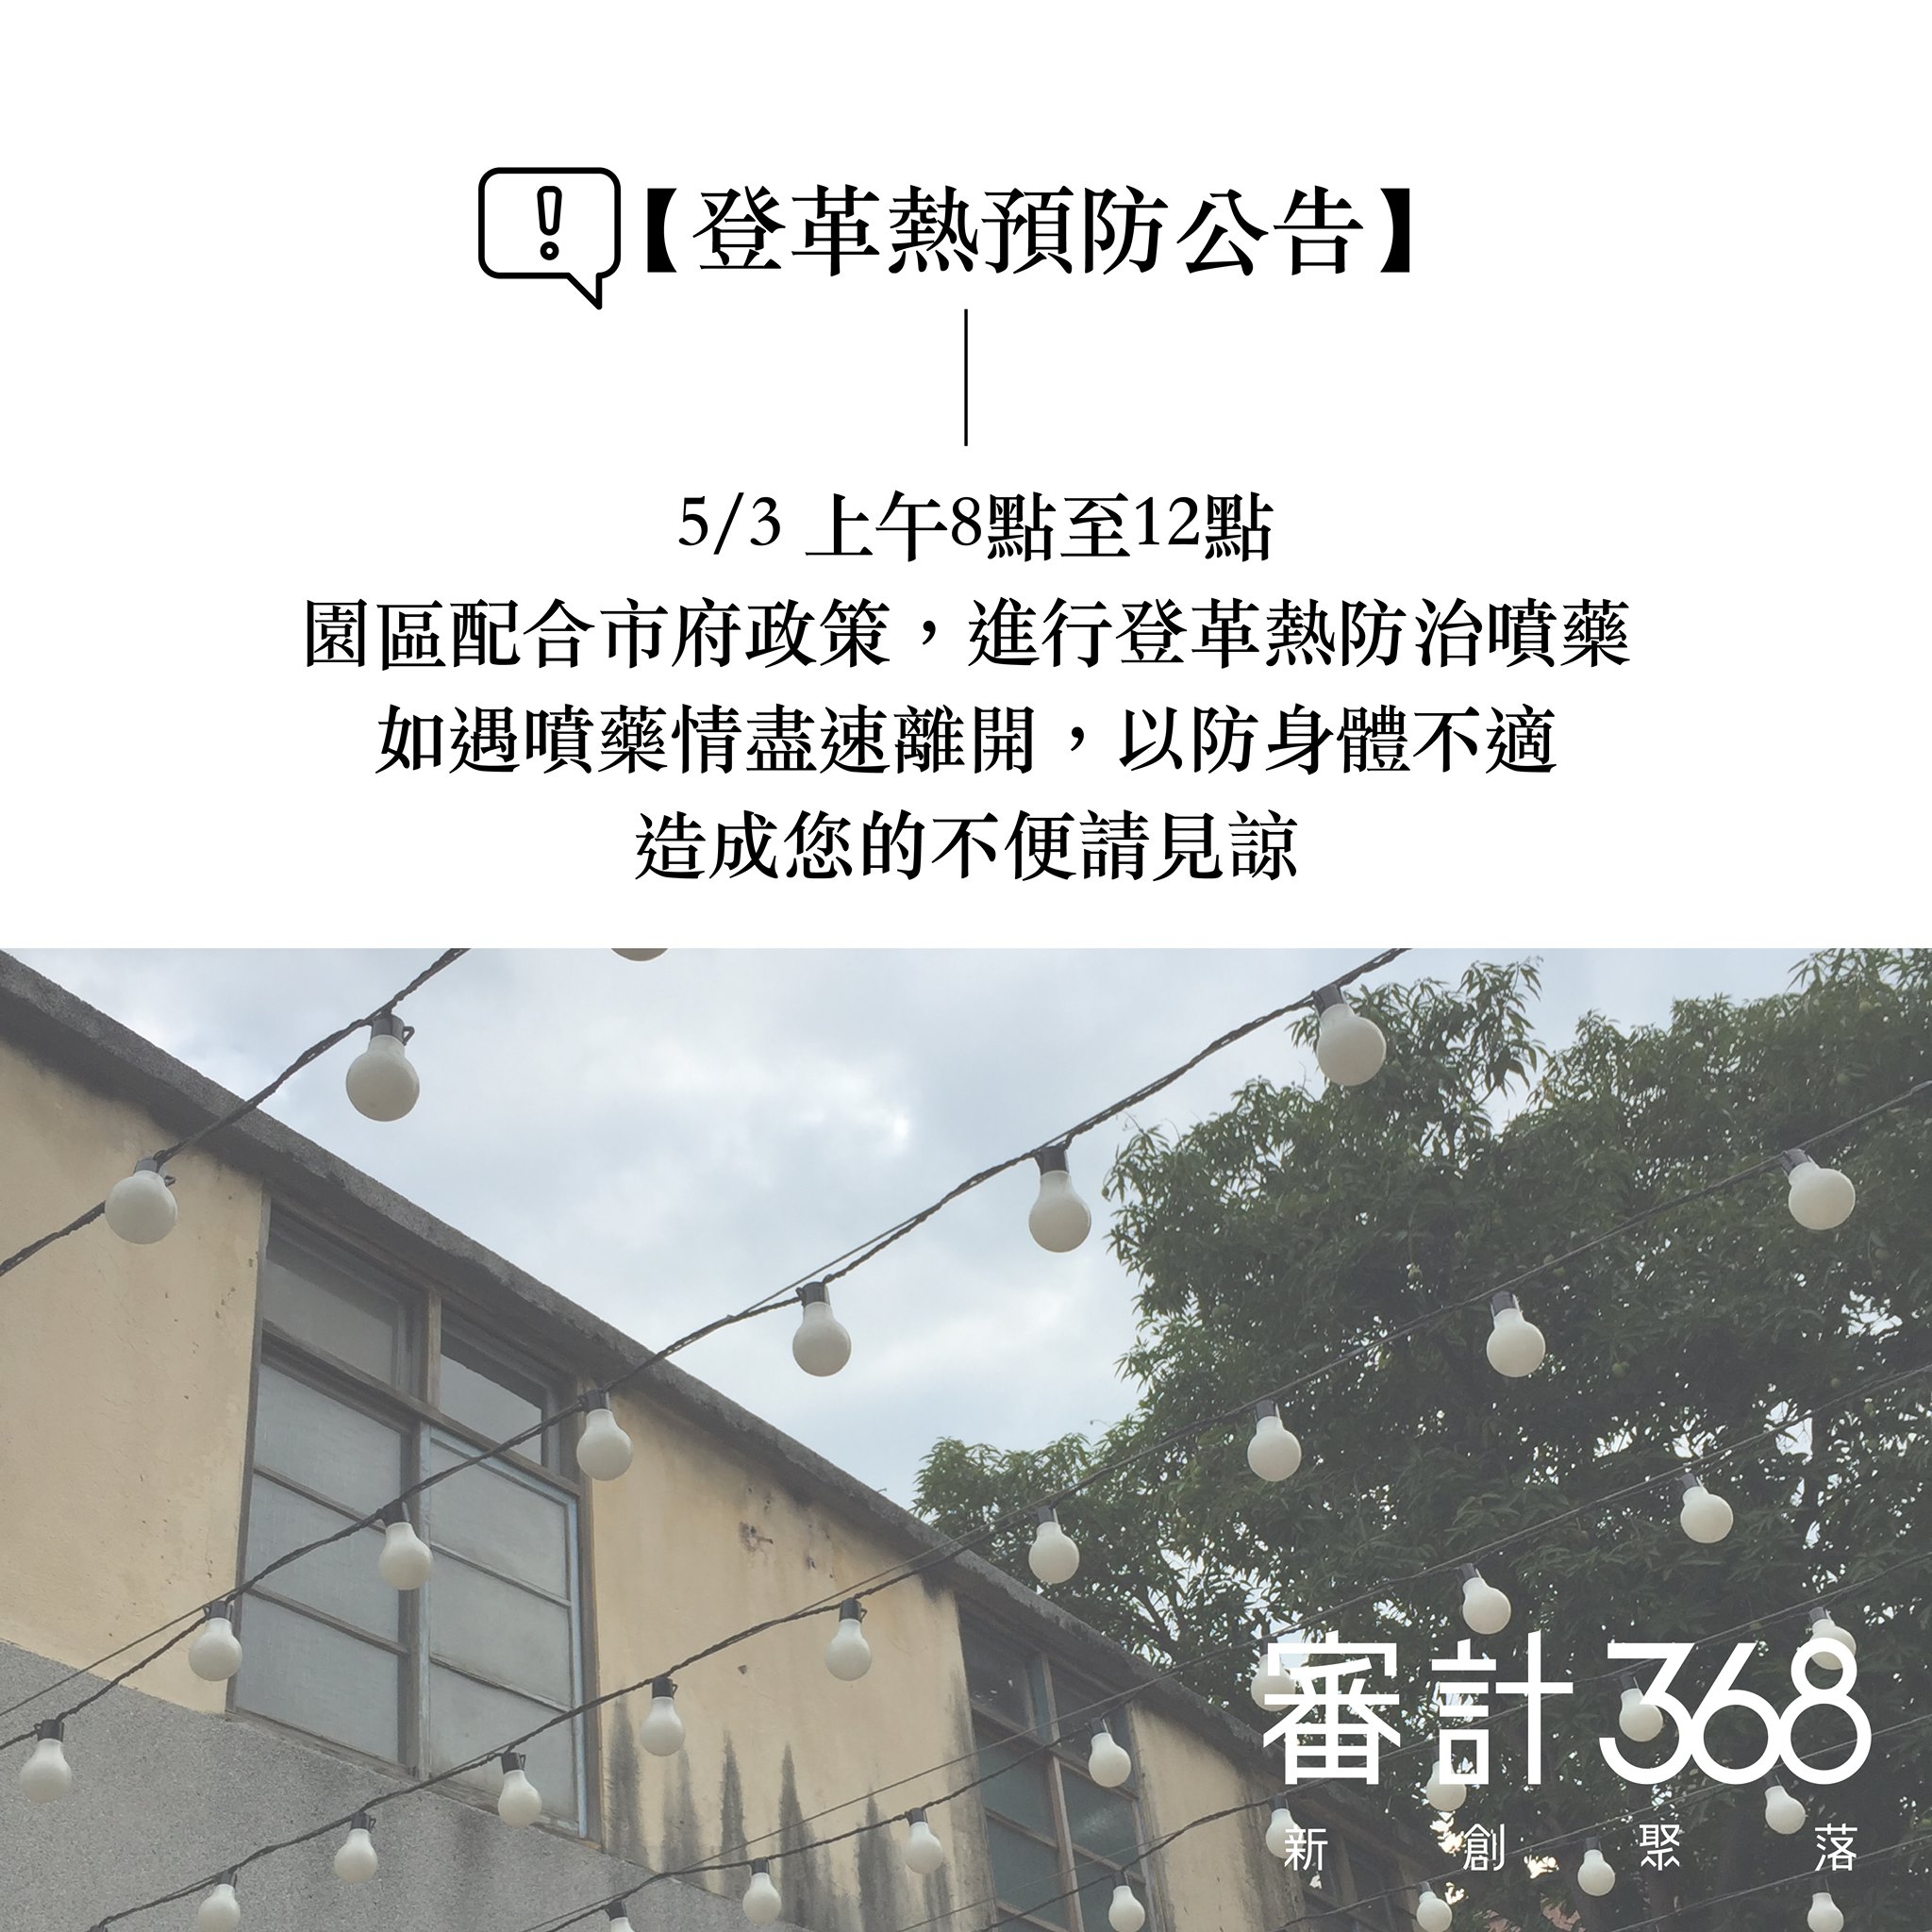 【登革熱預防公告】
5/3 上午8點至12點
園區配合市府政策，進行登革熱防治噴藥
如遇噴藥情盡速離開，以防身體不適
造成您的不便請見諒
審計368
新創聚落